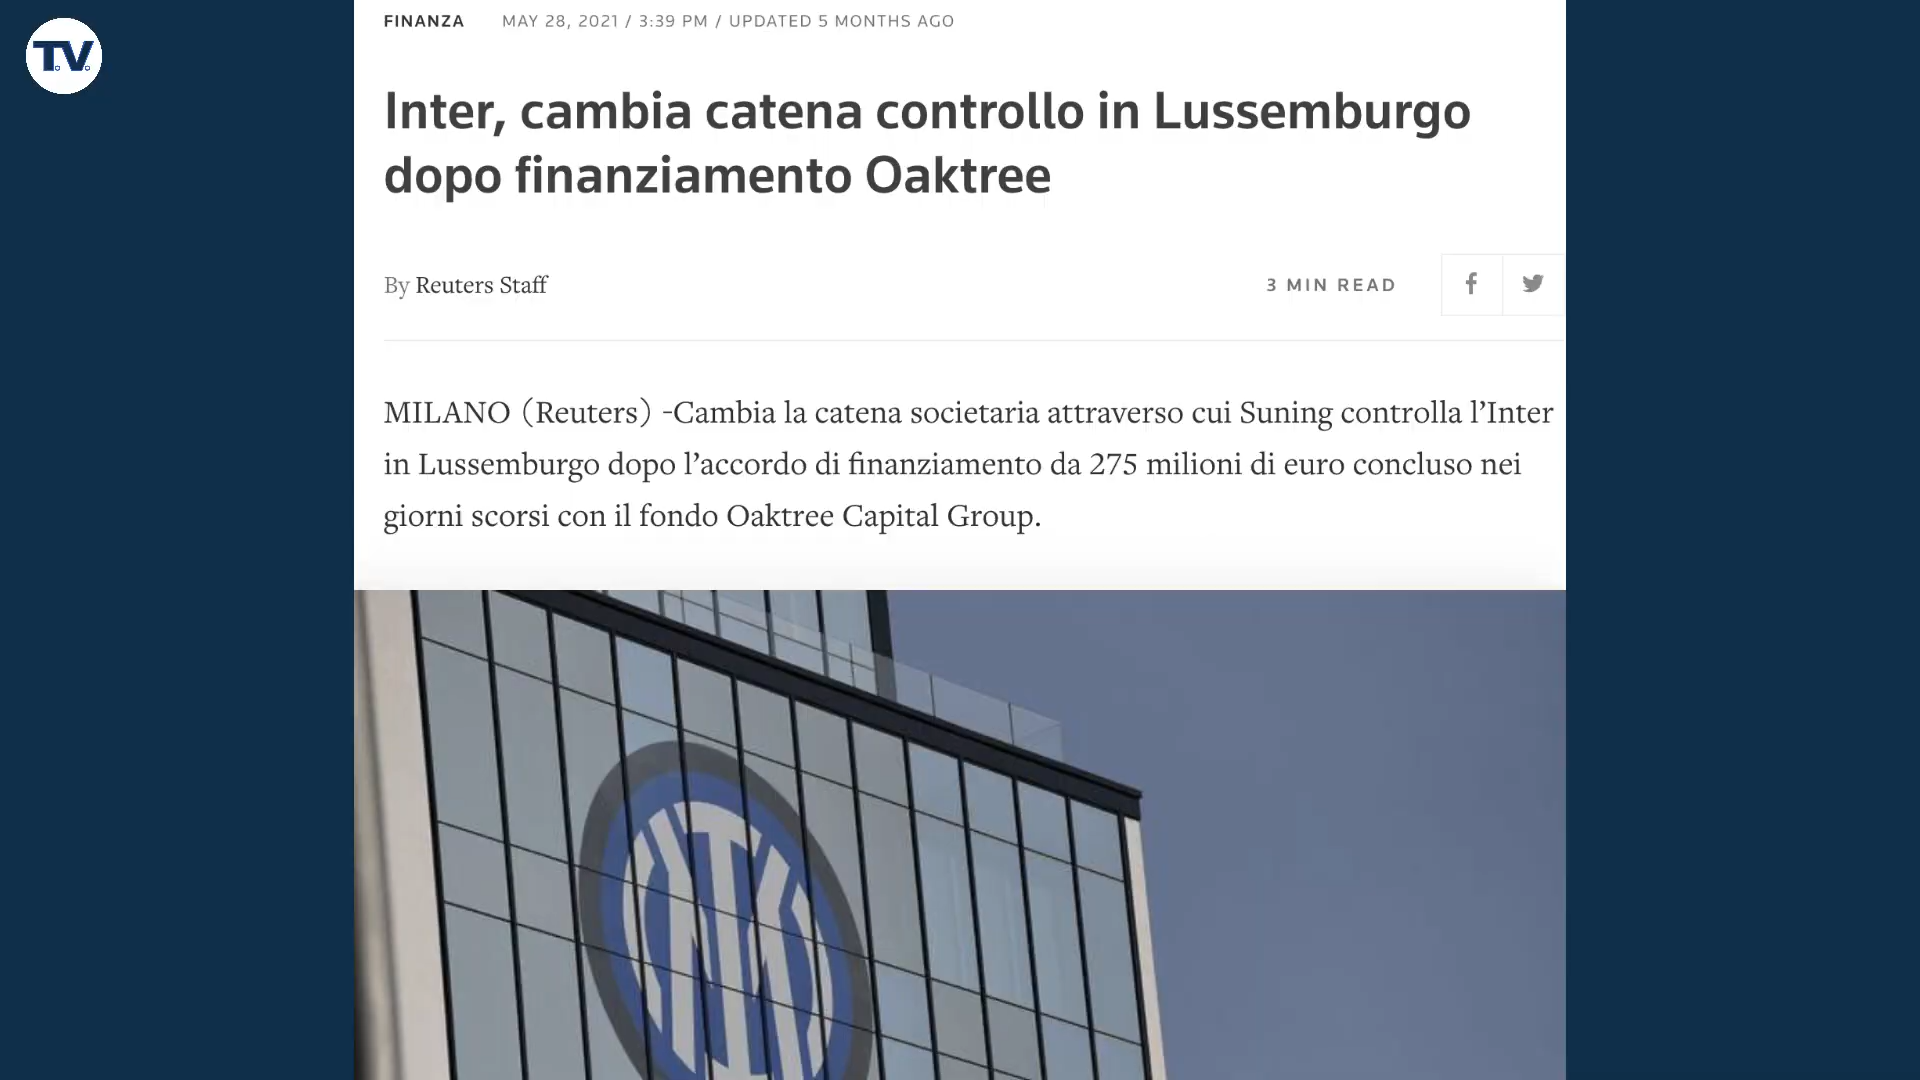 T.V.
FINANZA MAY 28, 2021 / 3:39 PM / UPDATED 5 MONTHS AGO
Inter, cambia catena controllo in Lussemburgo
dopo finanziamento Oaktree
By Reuters Staff
3 MIN READ
MILANO (Reuters) -Cambia la catena societaria attraverso cui Suning controlla l’Inter
in Lussemburgo dopo l’accordo di finanziamento da 275 milioni di euro concluso nei
giorni scorsi con il fondo Oaktree Capital Group.